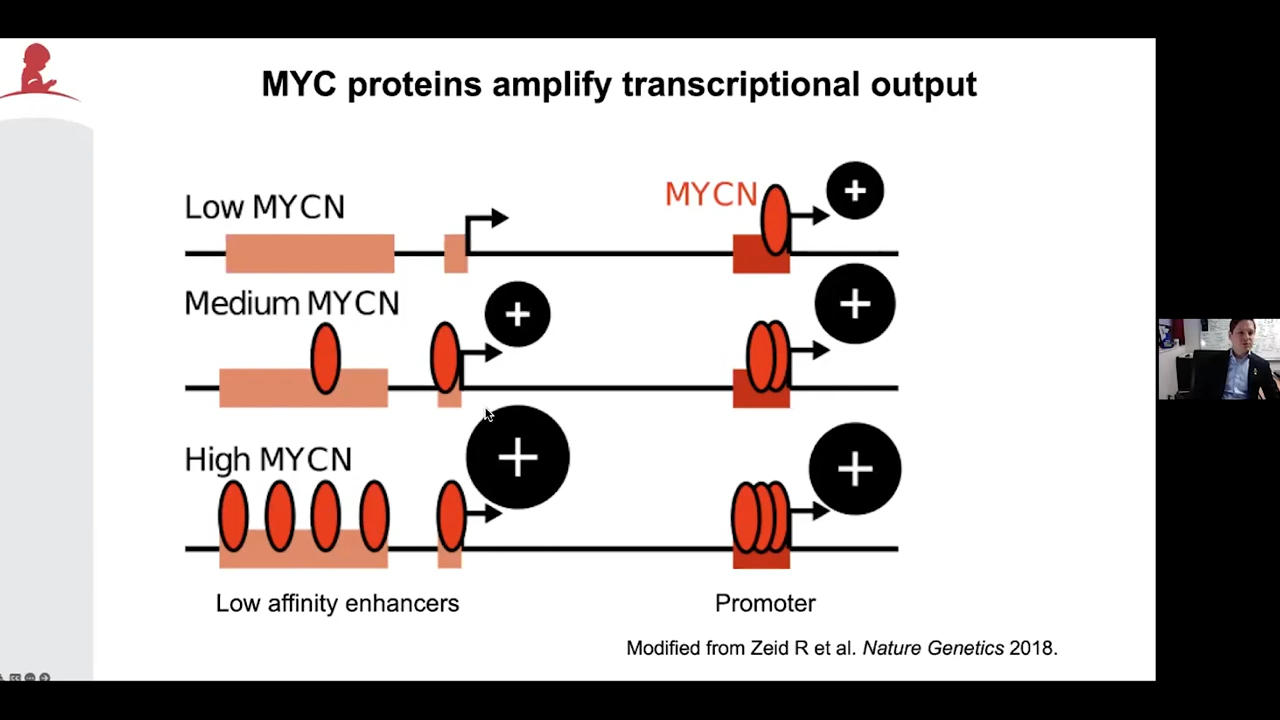 MYC proteins amplify transcriptional output
Low MYCN
MYCN
+
Medium MYCN
+
+
High MYCN
+
+
Low affinity enhancers
Promoter
Modified from Zeid R et al. Nature Genetics 2018.